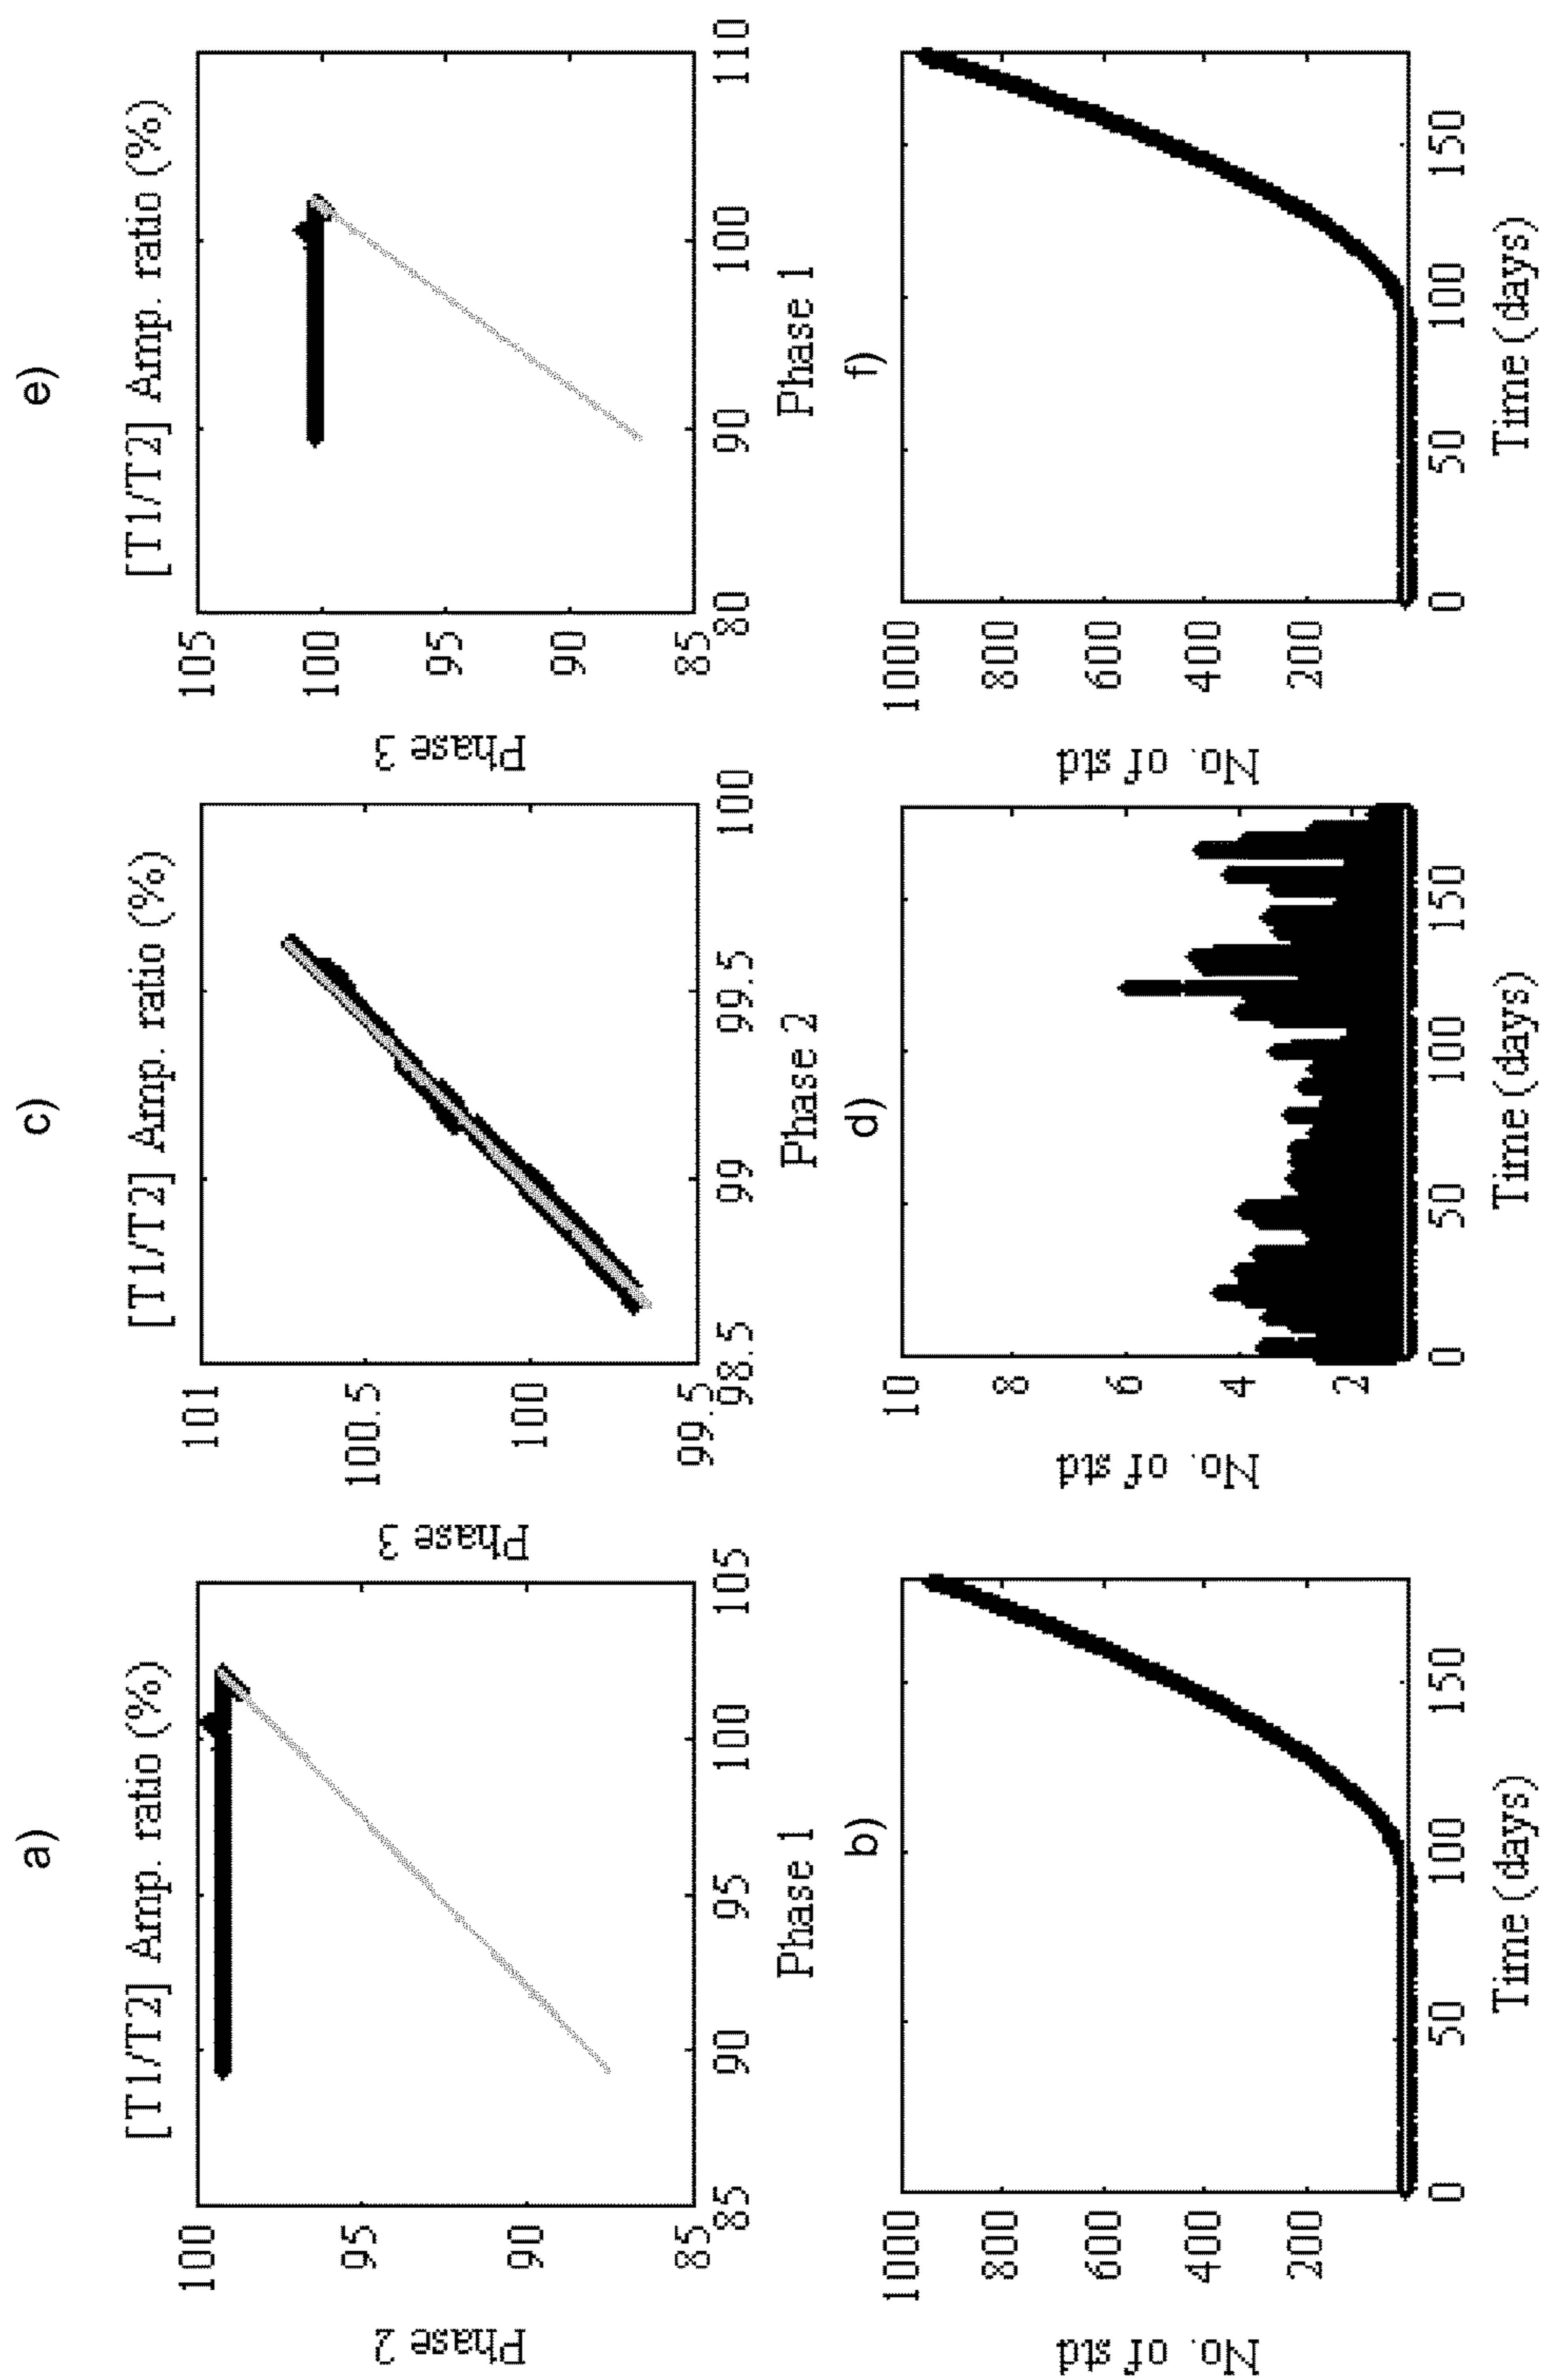 a)
[T1/T2] Amp. ratio (%)
Phase 2
100
95
90
85
85
90
95
100
105
Phase 1
b)
No. of std
1000
800
600
400
200
0
50
100
150
Time (days)
c)
[T1/T2] Amp. ratio (%)
Phase 3
101
100.5
100
99.5
98.5
99
99.5
100
Phase 2
d)
No. of std
10
8
6
4
2
0
50
100
150
Time (days)
e)
[T1/T2] Amp. ratio (%)
Phase 3
105
100
95
90
85
80
90
100
110
Phase 1
f)
No. of std
1000
800
600
400
200
0
50
100
150
Time (days)